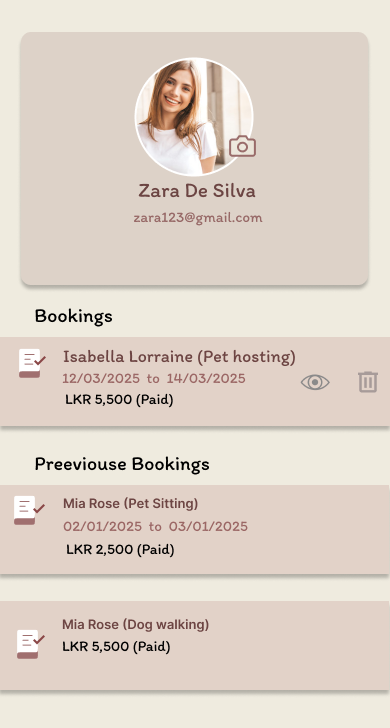 Zara De Silva
zara123@gmail.com
Bookings
Isabella Lorraine (Pet hosting)
12/03/2025 to 14/03/2025
LKR 5,500 (Paid)
Preeviouse Bookings
Mia Rose (Pet Sitting)
02/01/2025 to 03/01/2025
LKR 2,500 (Paid)
Mia Rose (Dog walking)
LKR 5,500 (Paid)